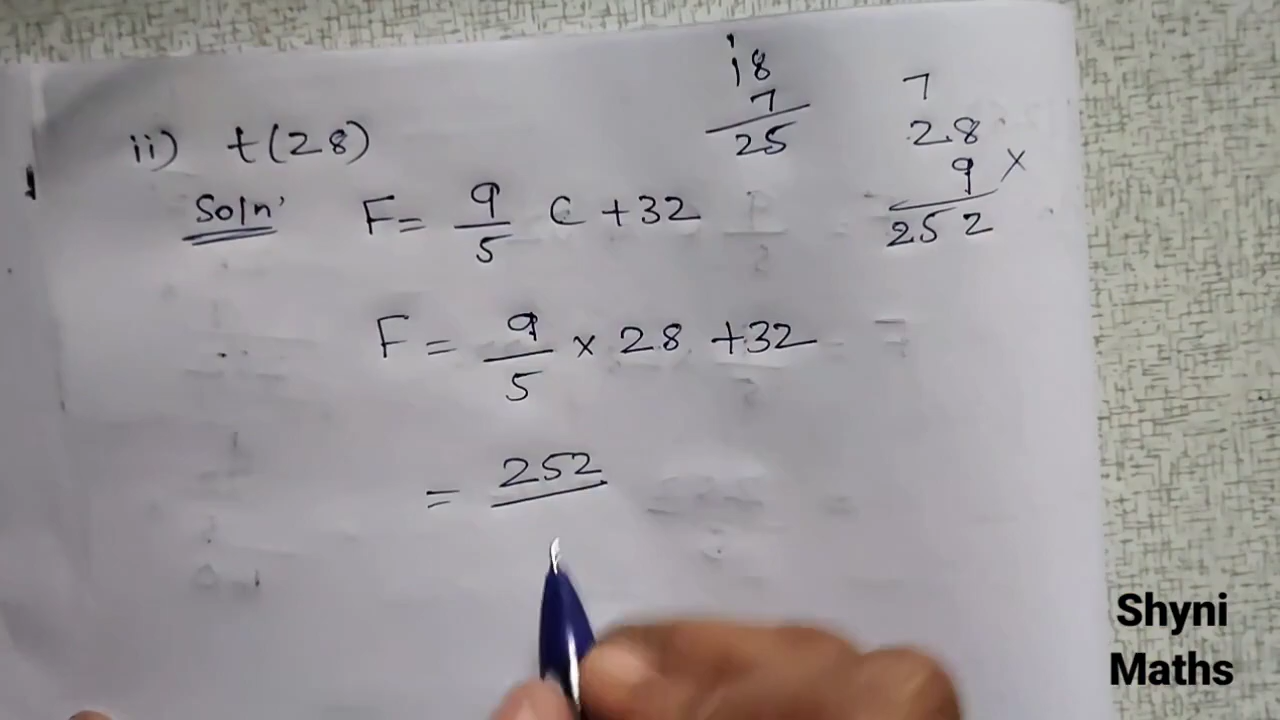 ii) t(28)
Soln' F = 9/5 C + 32
F = 9/5 × 28 + 32
= 252
18
7
25
7
28
9 ×
252
Shyni
Maths